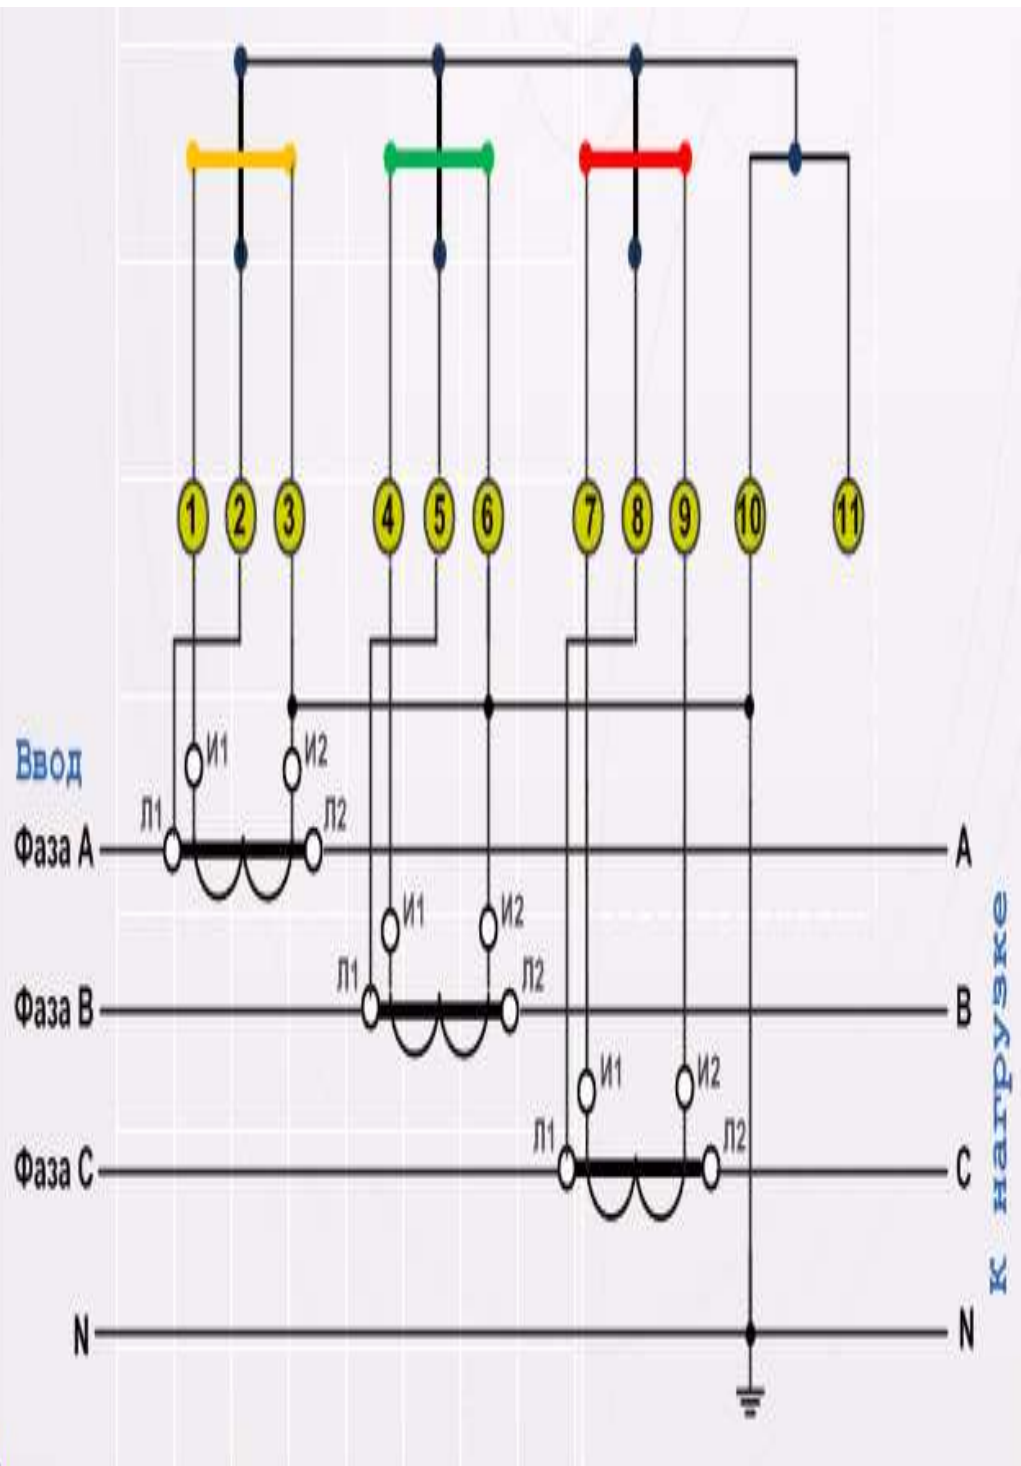 1 2 3 4 5 6 7 8 9 10 11
Ввод
И1 И2
Л1 Л2
Фаза А А
И1 И2
Л1 Л2
Фаза В В
И1 И2
Л1 Л2
Фаза С С
N N
К нагрузке